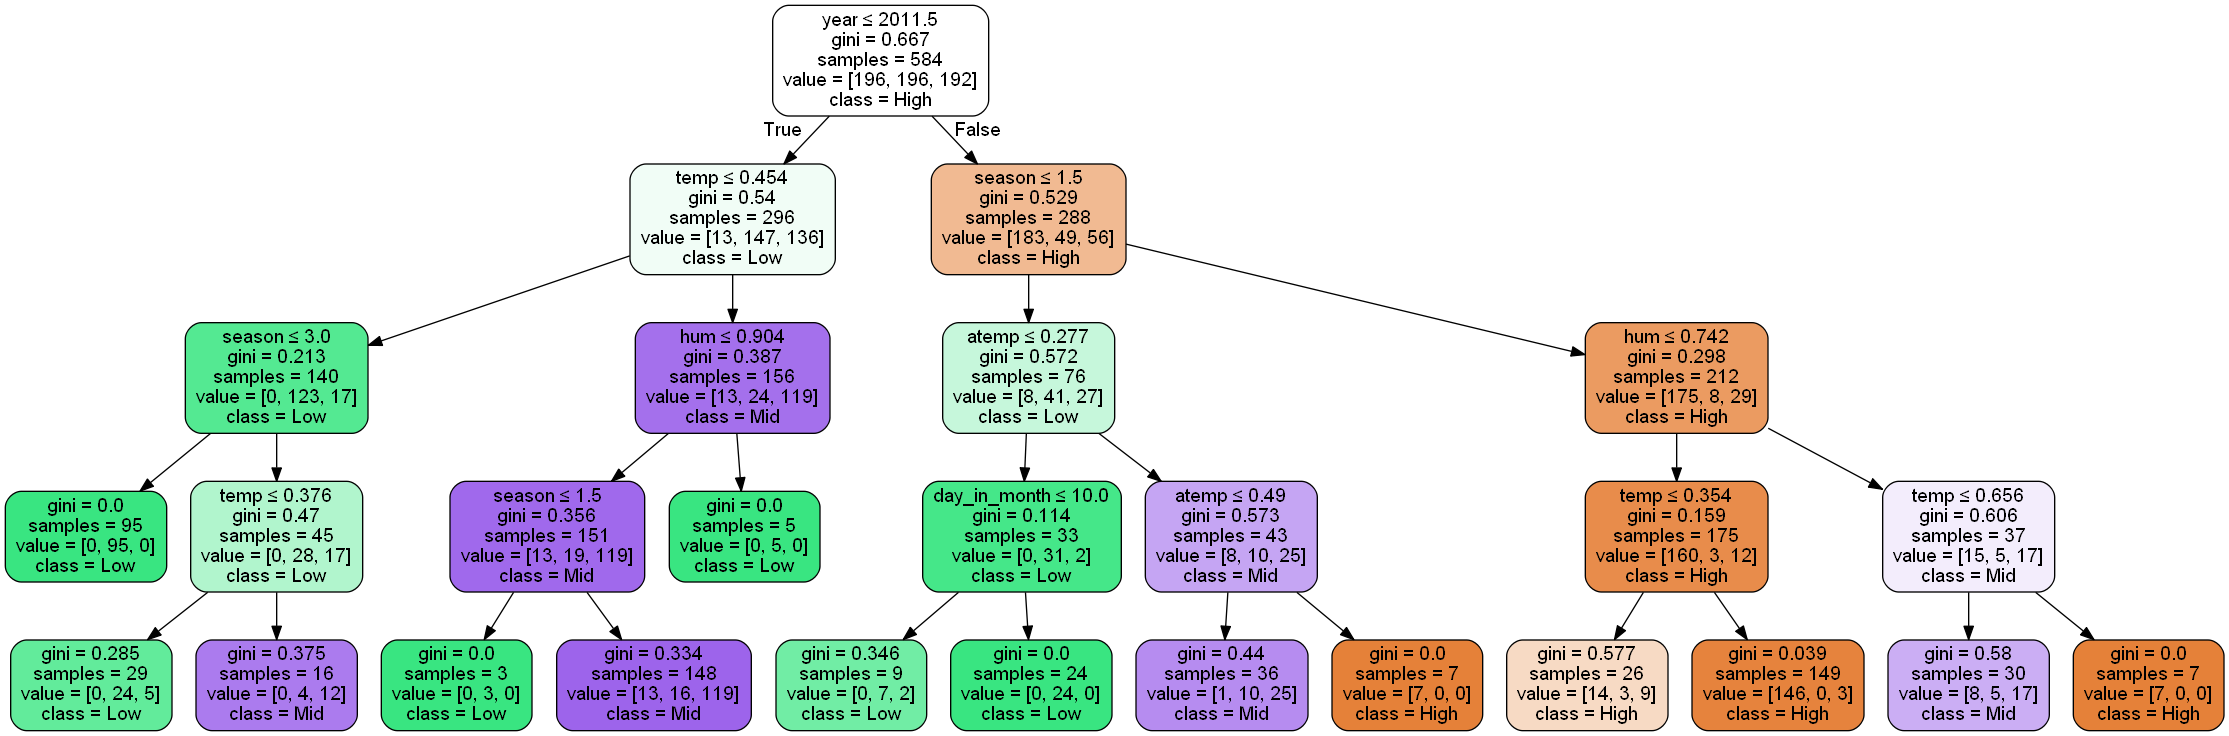 year ≤ 2011.5
gini = 0.667
samples = 584
value = [196, 196, 192]
class = High
True
False
temp ≤ 0.454
gini = 0.54
samples = 296
value = [13, 147, 136]
class = Low
season ≤ 1.5
gini = 0.529
samples = 288
value = [183, 49, 56]
class = High
season ≤ 3.0
gini = 0.213
samples = 140
value = [0, 123, 17]
class = Low
hum ≤ 0.904
gini = 0.387
samples = 156
value = [13, 24, 119]
class = Mid
atemp ≤ 0.277
gini = 0.572
samples = 76
value = [8, 41, 27]
class = Low
hum ≤ 0.742
gini = 0.298
samples = 212
value = [175, 8, 29]
class = High
gini = 0.0
samples = 95
value = [0, 95, 0]
class = Low
temp ≤ 0.376
gini = 0.47
samples = 45
value = [0, 28, 17]
class = Low
season ≤ 1.5
gini = 0.356
samples = 151
value = [13, 19, 119]
class = Mid
gini = 0.0
samples = 5
value = [0, 5, 0]
class = Low
day_in_month ≤ 10.0
gini = 0.114
samples = 33
value = [0, 31, 2]
class = Low
atemp ≤ 0.49
gini = 0.573
samples = 43
value = [8, 10, 25]
class = Mid
temp ≤ 0.354
gini = 0.159
samples = 175
value = [160, 3, 12]
class = High
temp ≤ 0.656
gini = 0.606
samples = 37
value = [15, 5, 17]
class = Mid
gini = 0.285
samples = 29
value = [0, 24, 5]
class = Low
gini = 0.375
samples = 16
value = [0, 4, 12]
class = Mid
gini = 0.0
samples = 3
value = [0, 3, 0]
class = Low
gini = 0.334
samples = 148
value = [13, 16, 119]
class = Mid
gini = 0.346
samples = 9
value = [0, 7, 2]
class = Low
gini = 0.0
samples = 24
value = [0, 24, 0]
class = Low
gini = 0.44
samples = 36
value = [1, 10, 25]
class = Mid
gini = 0.0
samples = 7
value = [7, 0, 0]
class = High
gini = 0.577
samples = 26
value = [14, 3, 9]
class = High
gini = 0.039
samples = 149
value = [146, 0, 3]
class = High
gini = 0.58
samples = 30
value = [8, 5, 17]
class = Mid
gini = 0.0
samples = 7
value = [7, 0, 0]
class = High